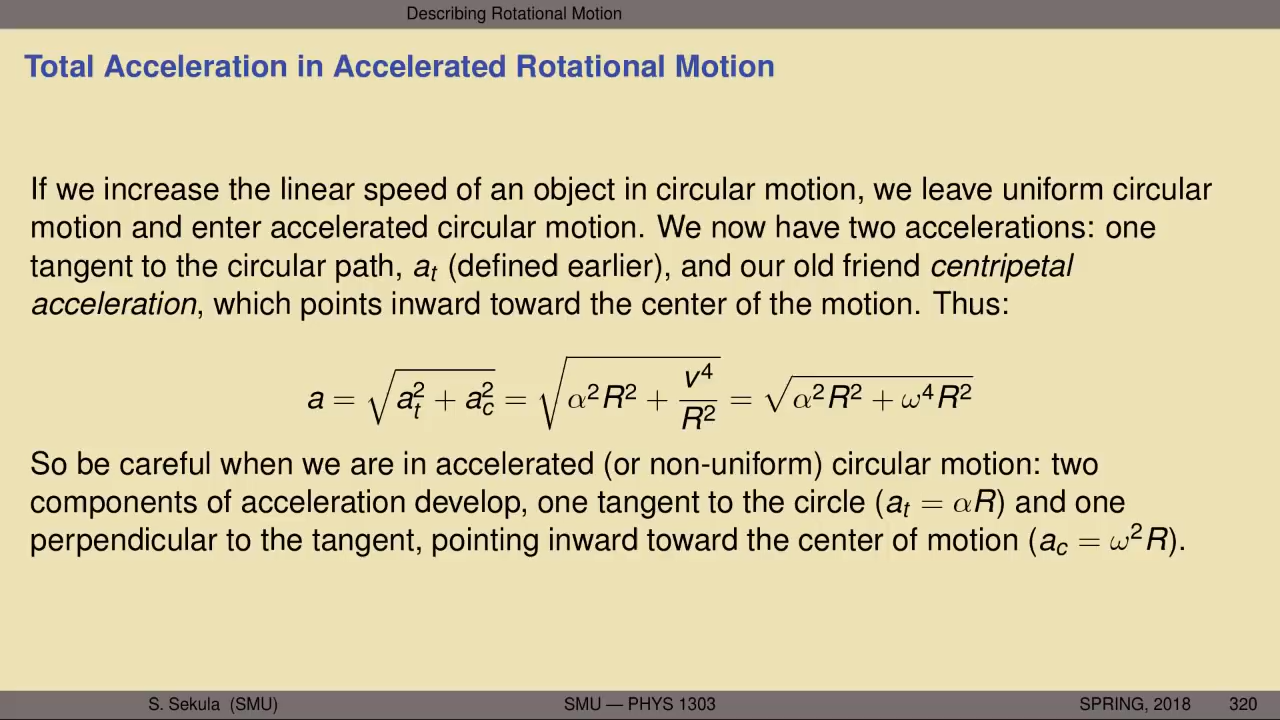 Describing Rotational Motion
Total Acceleration in Accelerated Rotational Motion
If we increase the linear speed of an object in circular motion, we leave uniform circular
motion and enter accelerated circular motion. We now have two accelerations: one
tangent to the circular path, a_t (defined earlier), and our old friend centripetal
acceleration, which points inward toward the center of the motion. Thus:
a = √(a_t² + a_c²) = √(α²R² + v⁴/R²) = √(α²R² + ω⁴R²)
So be careful when we are in accelerated (or non-uniform) circular motion: two
components of acceleration develop, one tangent to the circle (a_t = αR) and one
perpendicular to the tangent, pointing inward toward the center of motion (a_c = ω²R).
S. Sekula (SMU) SMU — PHYS 1303 SPRING, 2018 320